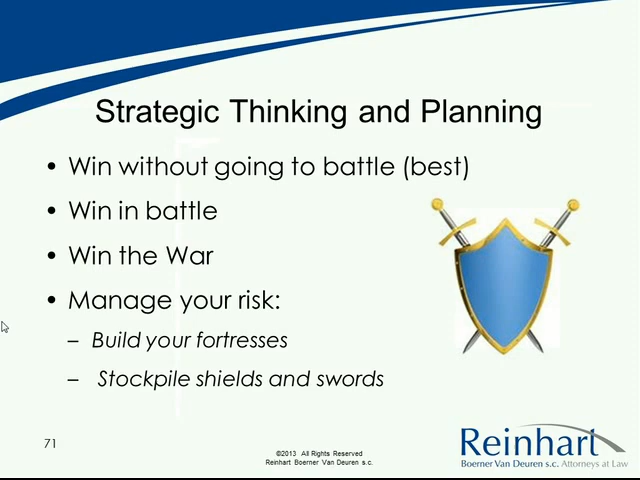 Strategic Thinking and Planning
• Win without going to battle (best)
• Win in battle
• Win the War
• Manage your risk:
– Build your fortresses
– Stockpile shields and swords
71
©2013 All Rights Reserved
Reinhart Boerner Van Deuren s.c.
Reinhart
Boerner Van Deuren s.c. Attorneys at Law